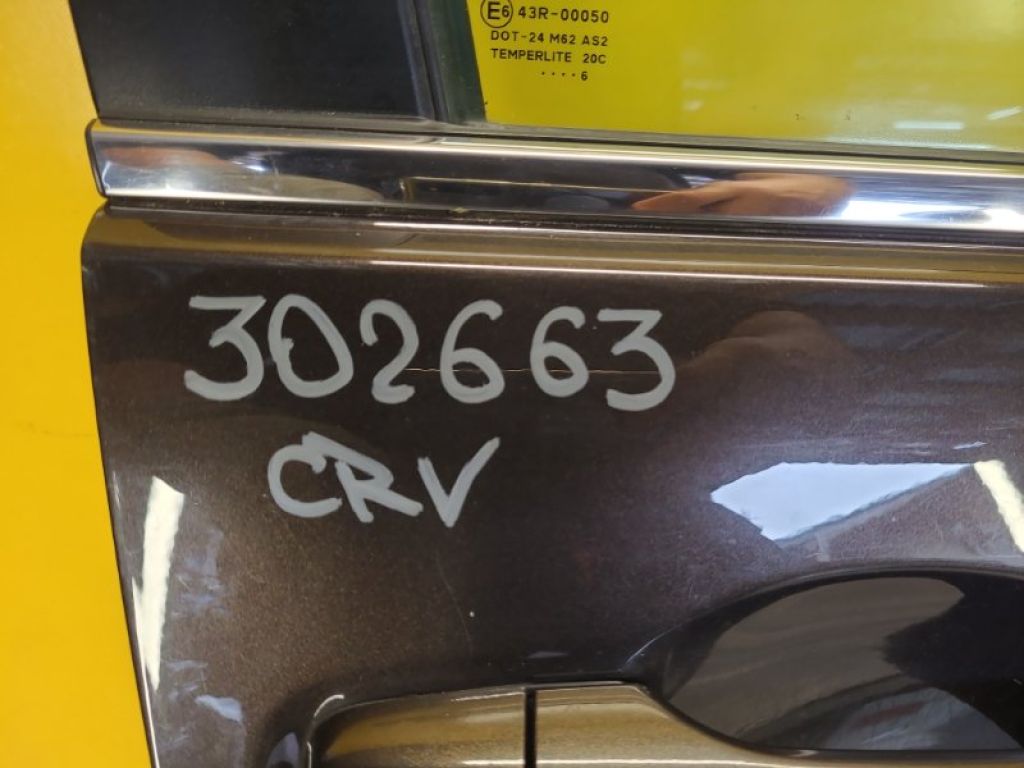 E6 43R-00050
DOT-24 M62 AS2
TEMPERLITE 20C
....6
302663
CRV